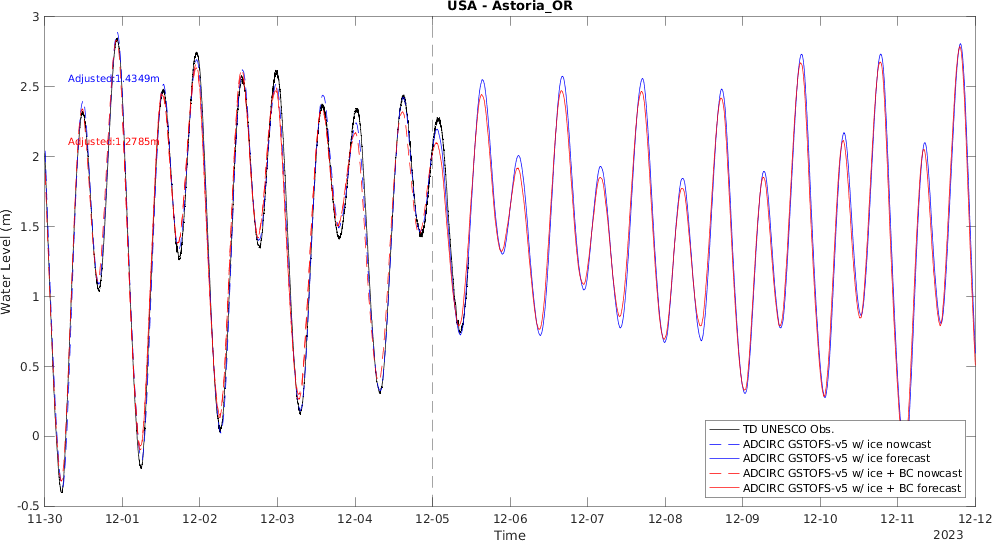 USA - Astoria_OR
3
2.5
2
1.5
1
0.5
0
-0.5
Water Level (m)
Adjusted:1.4349m
Adjusted:1.2785m
TD UNESCO Obs.
ADCIRC GSTOFS-v5 w/ ice nowcast
ADCIRC GSTOFS-v5 w/ ice forecast
ADCIRC GSTOFS-v5 w/ ice + BC nowcast
ADCIRC GSTOFS-v5 w/ ice + BC forecast
11-30 12-01 12-02 12-03 12-04 12-05 12-06 12-07 12-08 12-09 12-10 12-11 12-12
Time
2023